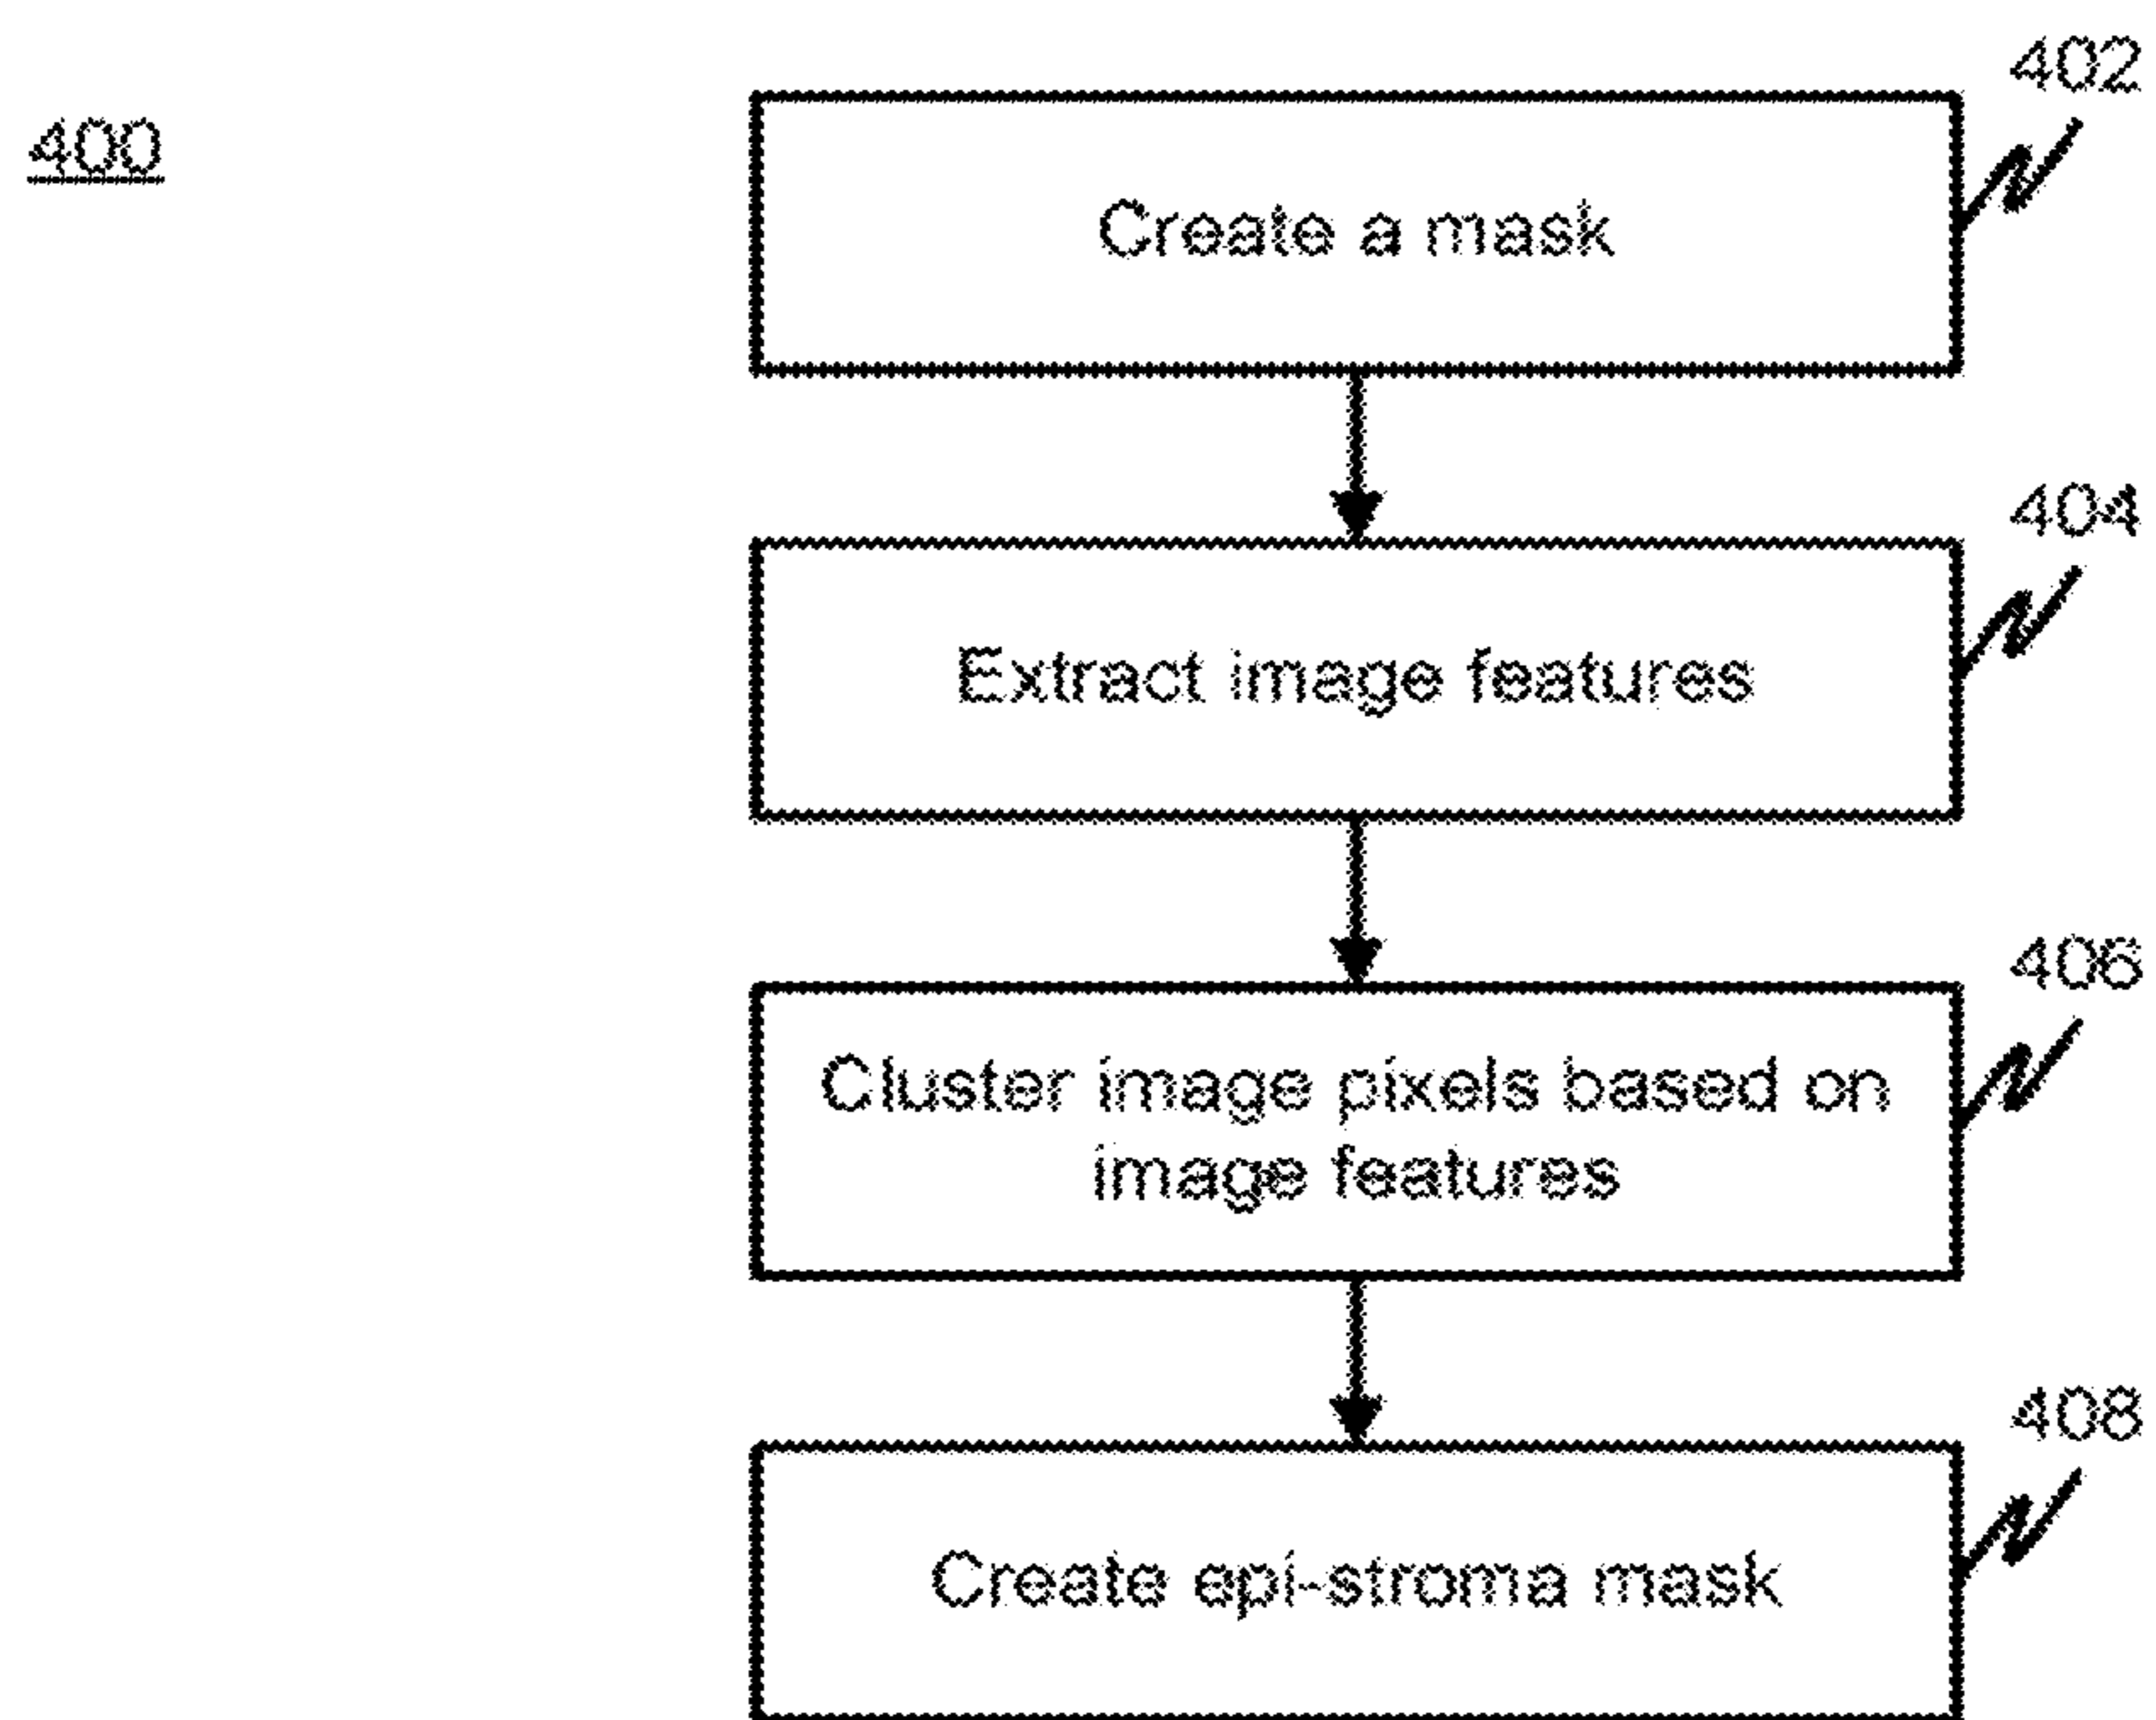 400
402
Create a mask
404
Extract image features
406
Cluster image pixels based on
image features
408
Create epi-stroma mask